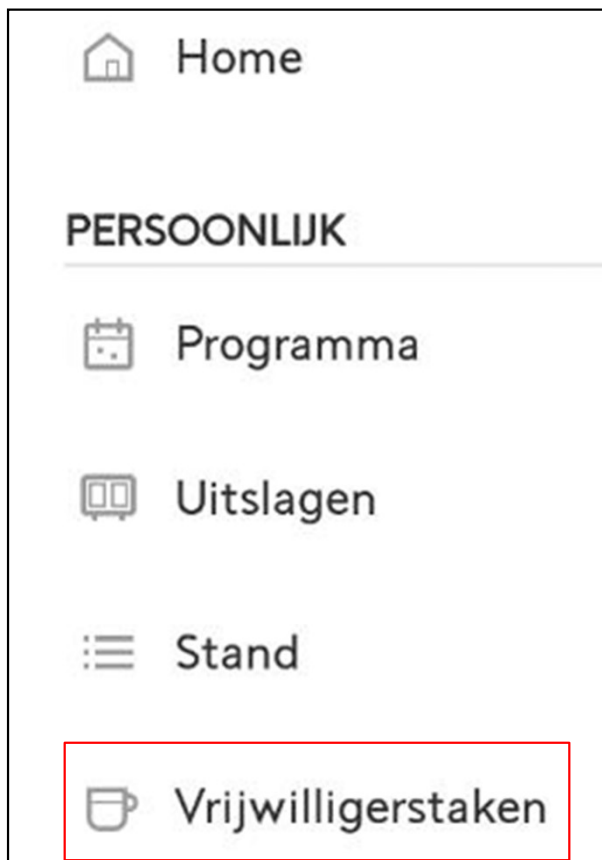 Home
PERSOONLIJK
Programma
Uitslagen
Stand
Vrijwilligerstaken